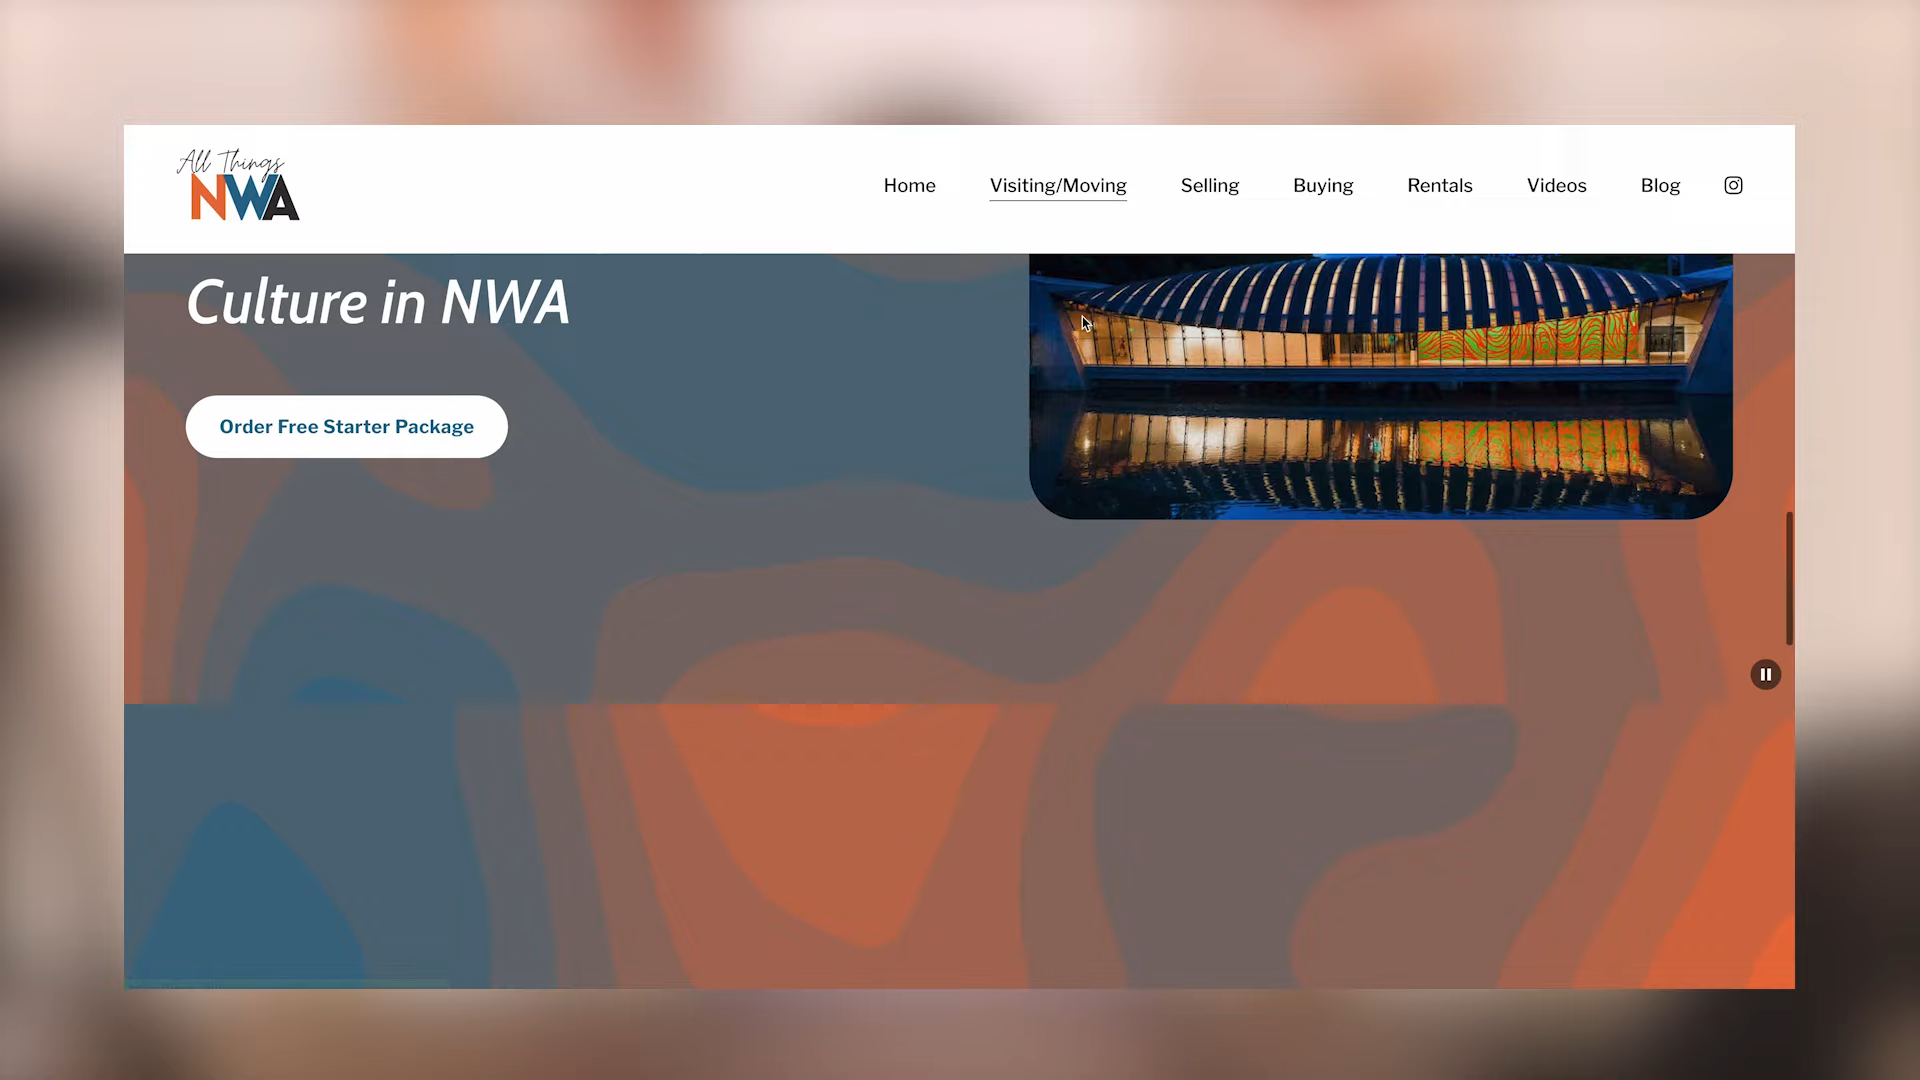 All Things
NWA
Home
Visiting/Moving
Selling
Buying
Rentals
Videos
Blog
Culture in NWA
Order Free Starter Package